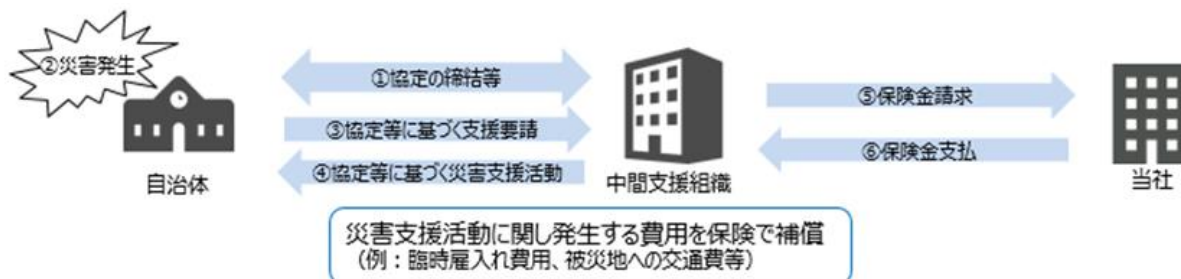 ②災害発生
①協定の締結等
③協定等に基づく支援要請
④協定等に基づく災害支援活動
⑤保険金請求
⑥保険金支払
自治体
中間支援組織
当社
災害支援活動に関し発生する費用を保険で補償
（例：臨時雇入れ費用、被災地への交通費等）